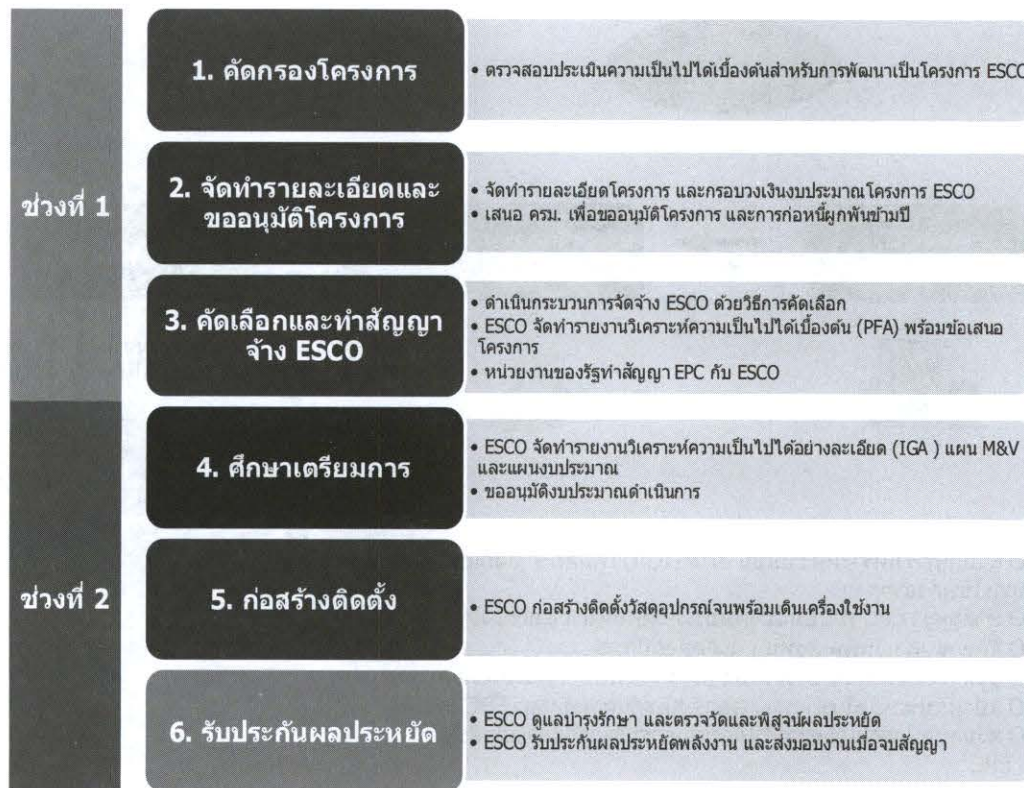 ช่วงที่ 1
1. คัดกรองโครงการ
• ตรวจสอบประเมินความเป็นไปได้เบื้องต้นสำหรับการพัฒนาเป็นโครงการ ESCO
2. จัดทำรายละเอียดและ
ขออนุมัติโครงการ
• จัดทำรายละเอียดโครงการ และกรอบวงเงินงบประมาณโครงการ ESCO
• เสนอ ครม. เพื่อขออนุมัติโครงการ และการก่อหนี้ผูกพันข้ามปี
3. คัดเลือกและทำสัญญา
จ้าง ESCO
• ดำเนินกระบวนการจัดจ้าง ESCO ด้วยวิธีการคัดเลือก
• ESCO จัดทำรายงานวิเคราะห์ความเป็นไปได้เบื้องต้น (PFA) พร้อมข้อเสนอ
โครงการ
• หน่วยงานของรัฐทำสัญญา EPC กับ ESCO
ช่วงที่ 2
4. ศึกษาเตรียมการ
• ESCO จัดทำรายงานวิเคราะห์ความเป็นไปได้อย่างละเอียด (IGA ) แผน M&V
และแผนงบประมาณ
• ขออนุมัติงบประมาณดำเนินการ
5. ก่อสร้างติดตั้ง
• ESCO ก่อสร้างติดตั้งวัสดุอุปกรณ์จนพร้อมเดินเครื่องใช้งาน
6. รับประกันผลประหยัด
• ESCO ดูแลบำรุงรักษา และตรวจวัดและพิสูจน์ผลประหยัด
• ESCO รับประกันผลประหยัดพลังงาน และส่งมอบงานเมื่อจบสัญญา